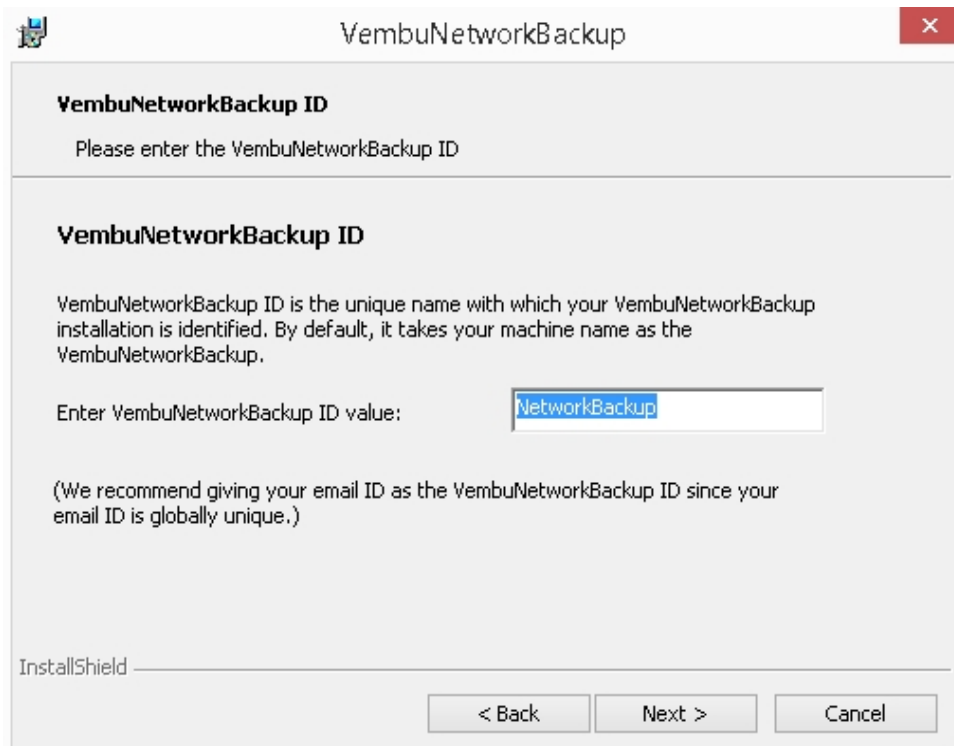 VembuNetworkBackup
VembuNetworkBackup ID
Please enter the VembuNetworkBackup ID
VembuNetworkBackup ID
VembuNetworkBackup ID is the unique name with which your VembuNetworkBackup
installation is identified. By default, it takes your machine name as the
VembuNetworkBackup.
Enter VembuNetworkBackup ID value: NetworkBackup
(We recommend giving your email ID as the VembuNetworkBackup ID since your
email ID is globally unique.)
InstallShield
< Back Next > Cancel